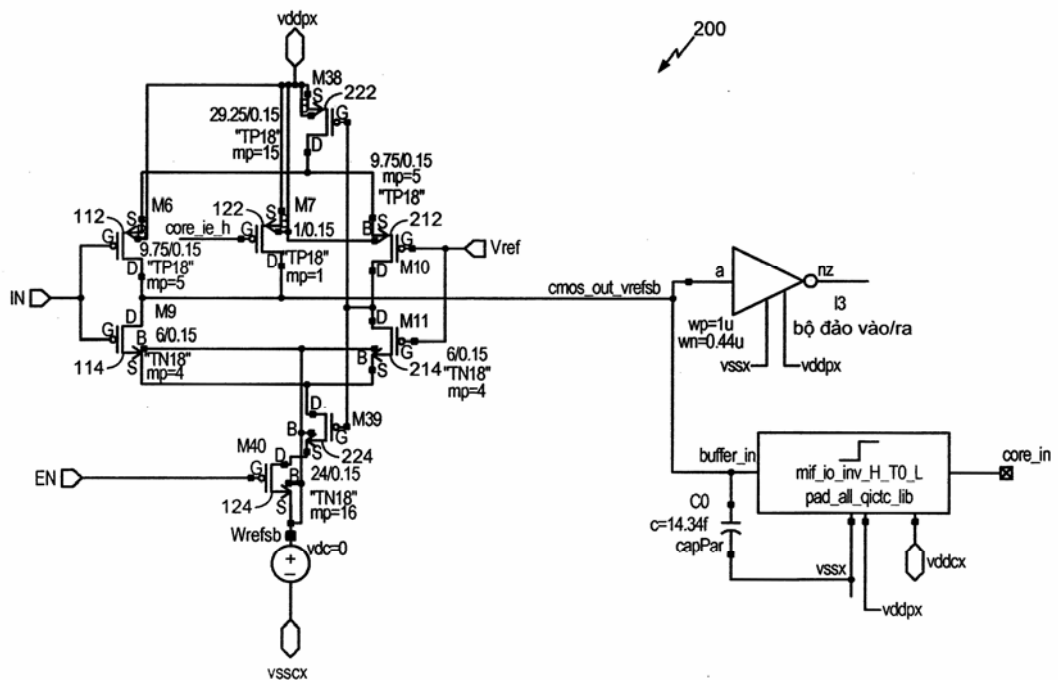 vddpx
200
M38
S
222
G
29.25/0.15
"TP18"
mp=15
D
9.75/0.15
mp=5
"TP18"
M6
112
S
G
9.75/0.15
"TP18"
mp=5
D
122
M7
S
core_ie_h
G
1/0.15
D
"TP18"
mp=1
S
212
B
G
M10
D
Vref
IN
cmos_out_vrefsb
a
nz
I3
bộ đảo vào/ra
wp=1u
wn=0.44u
vssx
vddpx
M9
D
G
6/0.15
B
"TN18"
mp=4
S
114
D
M11
B
G
S
214
6/0.15
"TN18"
mp=4
D
M39
B
G
S
224
24/0.15
"TN18"
mp=16
M40
D
EN
G
B
S
124
Wrefsb
vdc=0
+
–
vsscx
buffer_in
mif_io_inv_H_T0_L
pad_all_qictc_lib
core_in
C0
c=14.34f
capPar
vssx
vddcx
vddpx